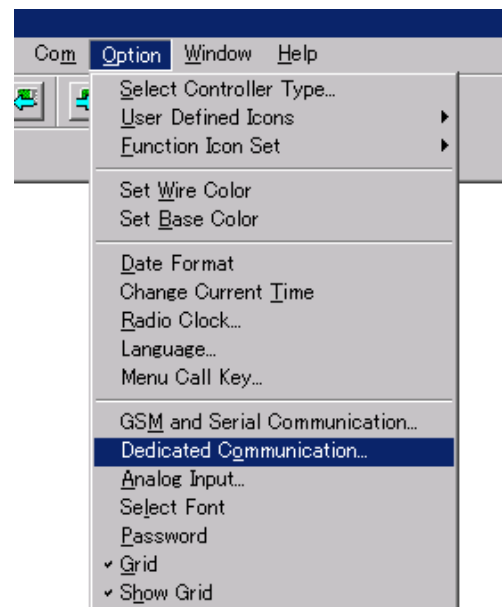 Com Option Window Help
Select Controller Type...
User Defined Icons
Function Icon Set
Set Wire Color
Set Base Color
Date Format
Change Current Time
Radio Clock...
Language...
Menu Call Key...
GSM and Serial Communication...
Dedicated Communication...
Analog Input...
Select Font
Password
Grid
Show Grid